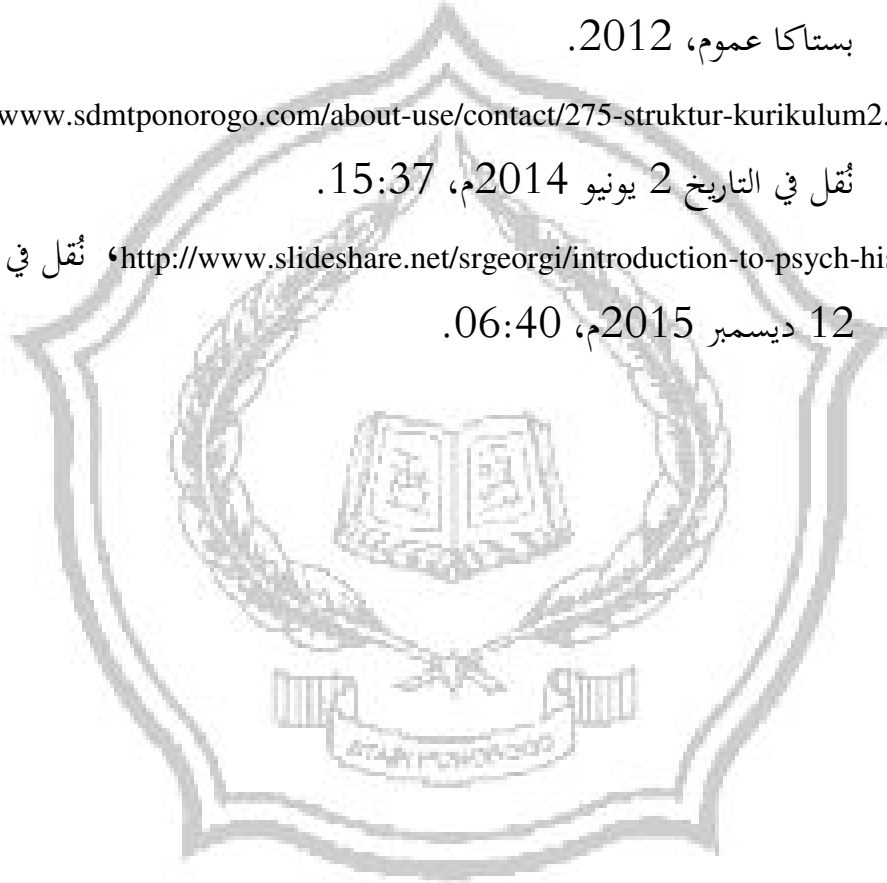 بستاكا عموم، 2012.
www.sdmtponorogo.com/about-use/contact/275-struktur-kurikulum2.
نُقل في التاريخ 2 يونيو 2014م، 15:37.
http://www.slideshare.net/srgeorgi/introduction-to-psych-his، نُقل في
12 ديسمبر 2015م، 06:40.
STAIN PONOROGO